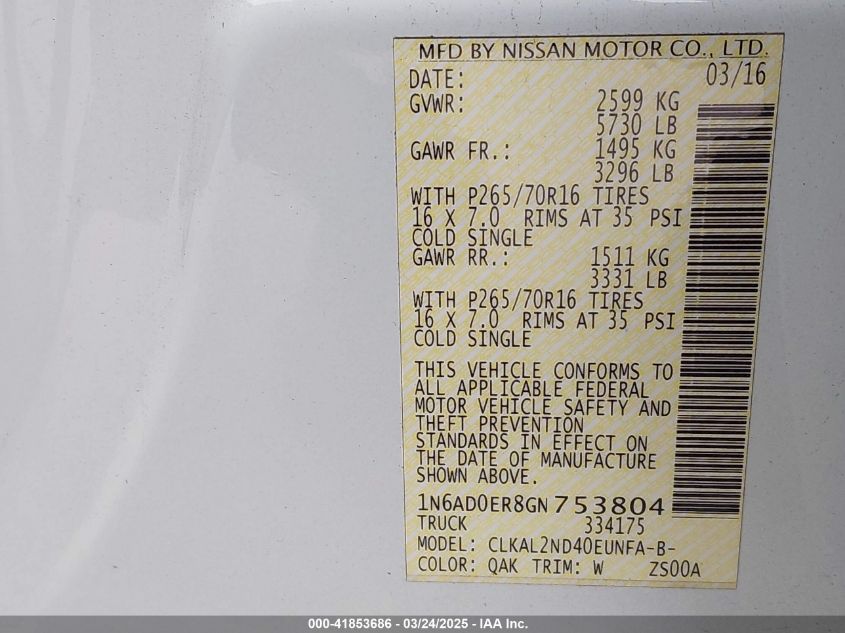 MFD BY NISSAN MOTOR CO., LTD.
DATE: 03/16
GVWR: 2599 KG
5730 LB
GAWR FR.: 1495 KG
3296 LB
WITH P265/70R16 TIRES
16 X 7.0 RIMS AT 35 PSI
COLD SINGLE
GAWR RR.: 1511 KG
3331 LB
WITH P265/70R16 TIRES
16 X 7.0 RIMS AT 35 PSI
COLD SINGLE
THIS VEHICLE CONFORMS TO
ALL APPLICABLE FEDERAL
MOTOR VEHICLE SAFETY AND
THEFT PREVENTION
STANDARDS IN EFFECT ON
THE DATE OF MANUFACTURE
SHOWN ABOVE.
1N6AD0ER8GN753804
TRUCK 334175
MODEL: CLKAL2ND40EUNFA-B-
COLOR: QAK TRIM: W ZS00A
000-41853686 - 03/24/2025 - IAA Inc.